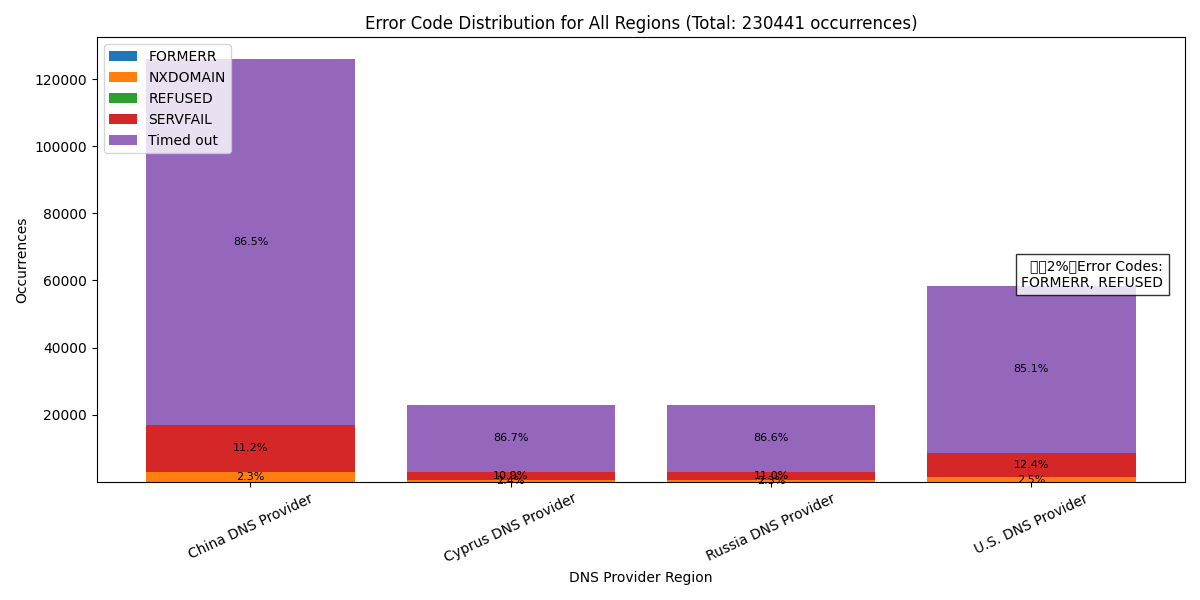 Error Code Distribution for All Regions (Total: 230441 occurrences)
FORMERR
NXDOMAIN
REFUSED
SERVFAIL
Timed out
Occurrences
120000
100000
80000
60000
40000
20000
86.5%
11.2%
2.3%
86.7%
10.9%
86.6%
11.0%
2.3%
85.1%
12.4%
2.5%
2% Error Codes:
FORMERR, REFUSED
China DNS Provider
Cyprus DNS Provider
Russia DNS Provider
U.S. DNS Provider
DNS Provider Region